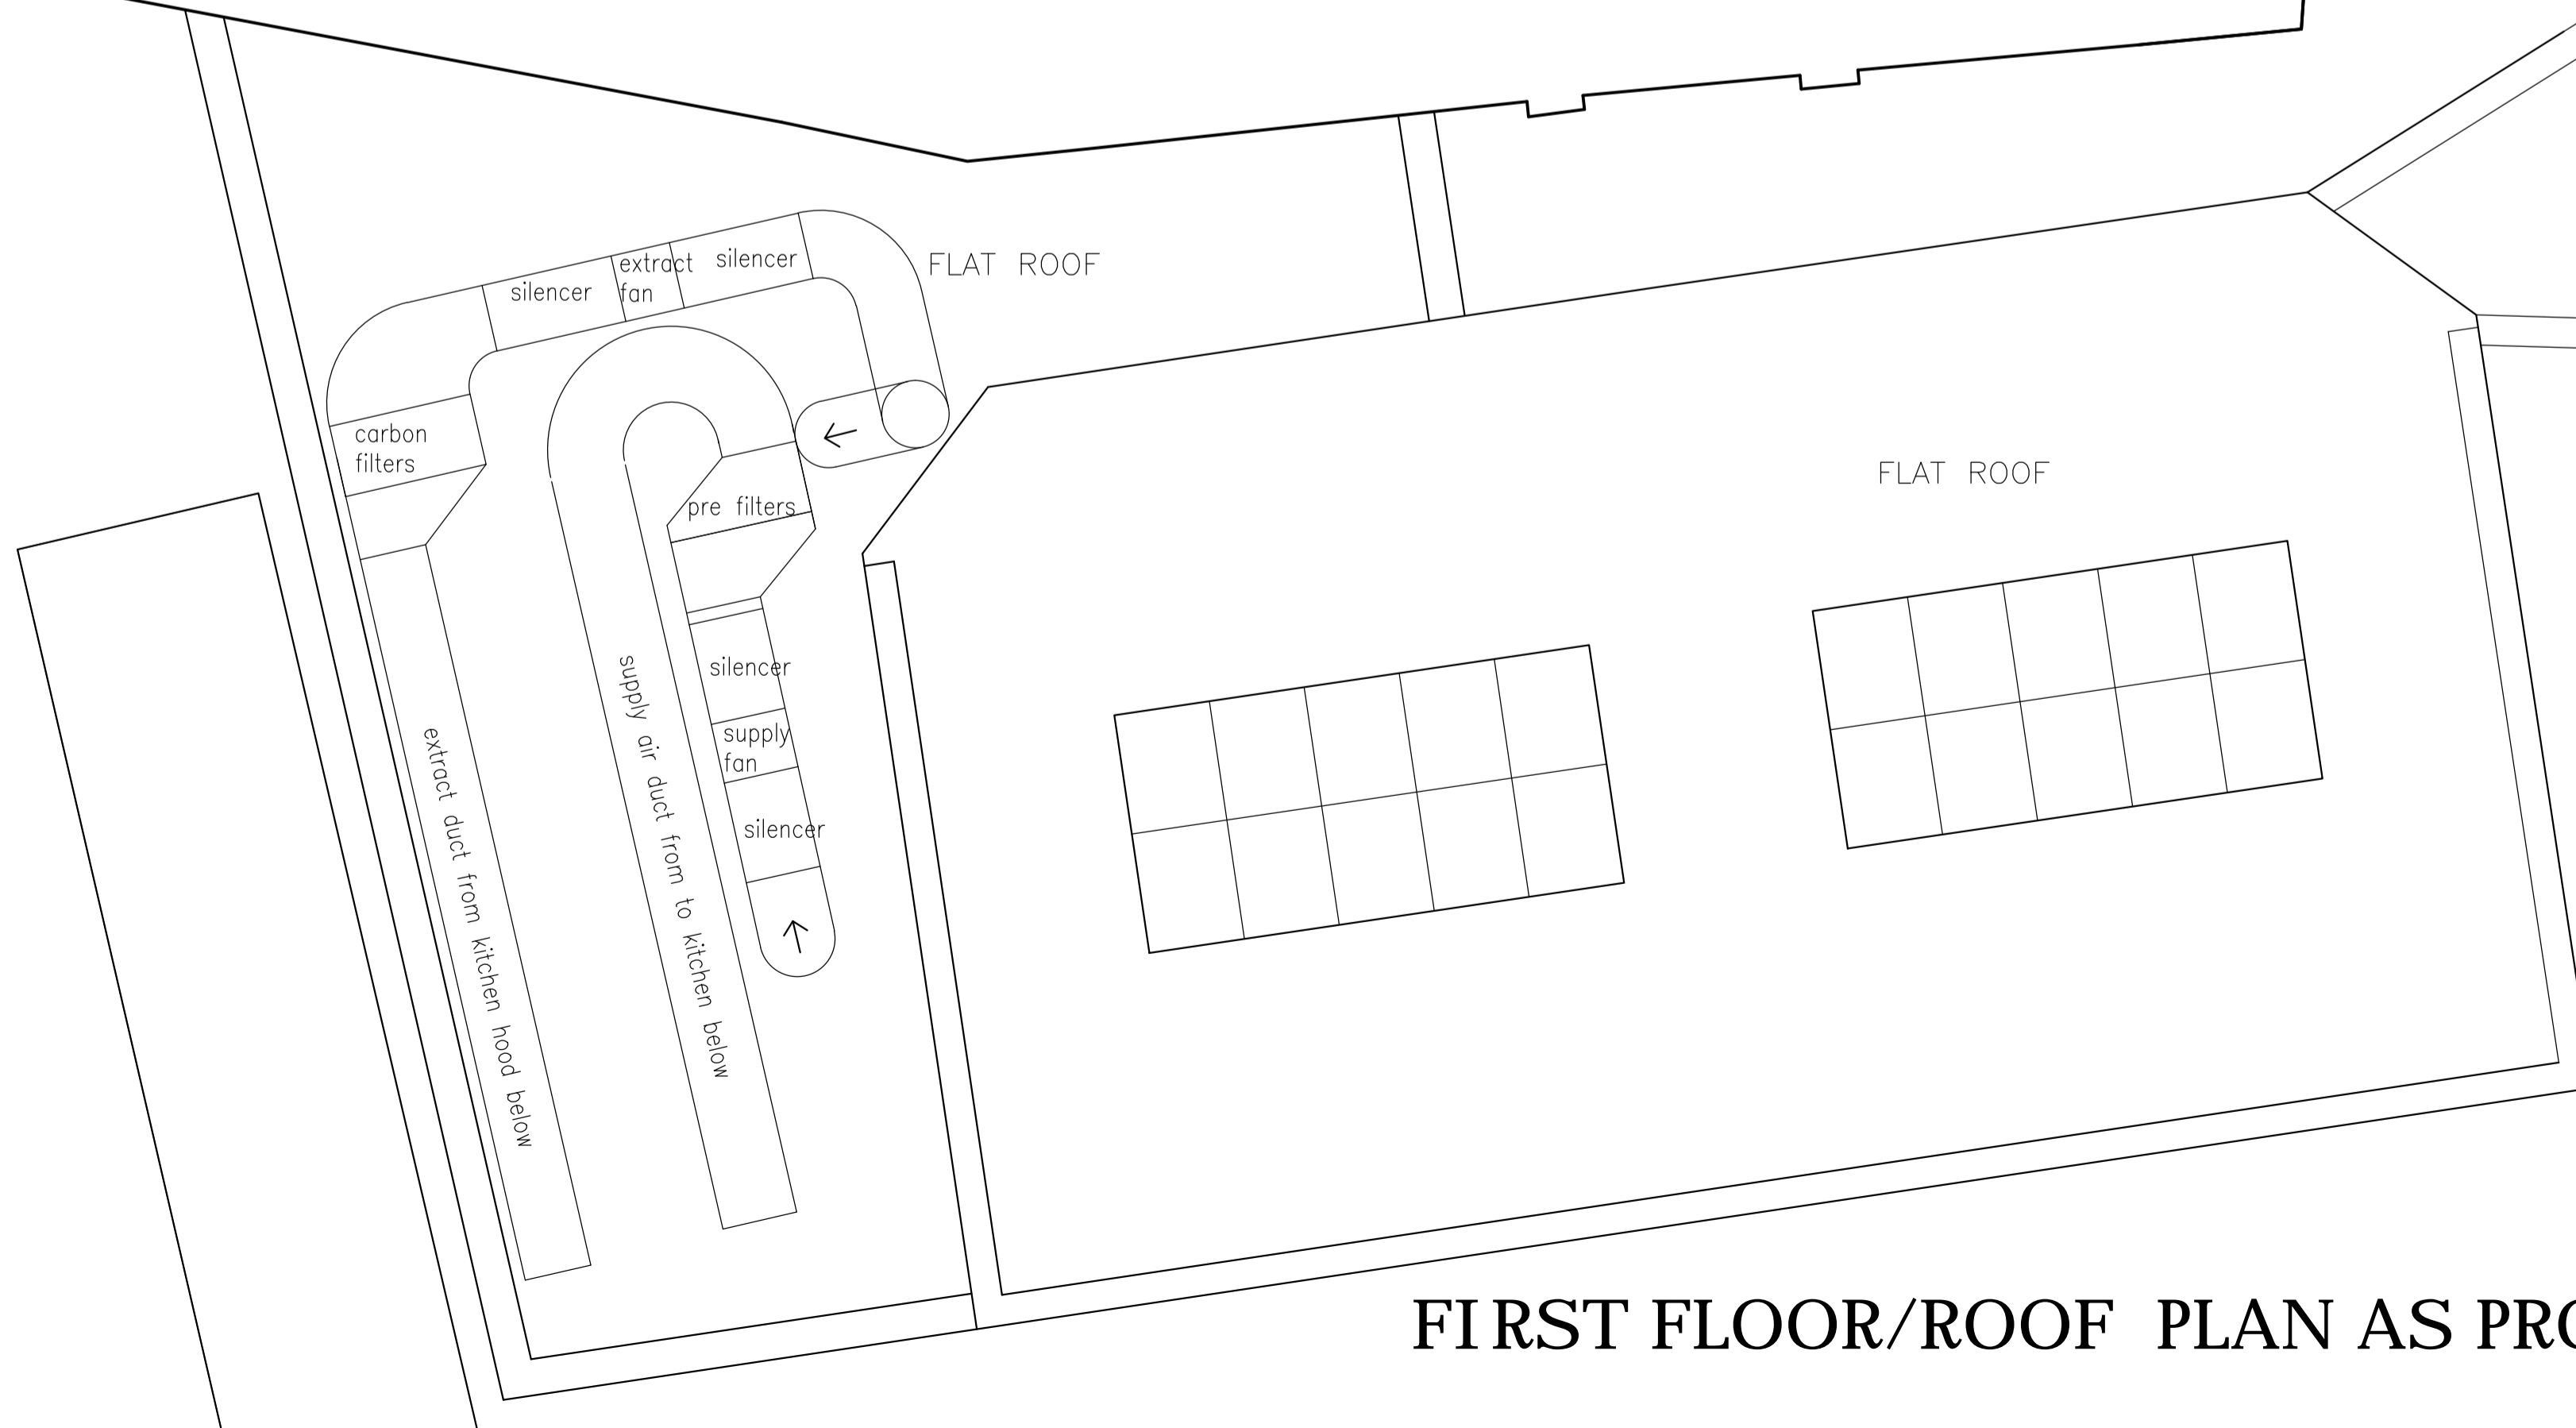 FLAT ROOF
silencer
extract
fan
silencer
carbon
filters
pre filters
FLAT ROOF
silencer
supply
fan
silencer
supply air duct from to kitchen below
extract duct from kitchen hood below
FIRST FLOOR/ROOF PLAN AS PRO